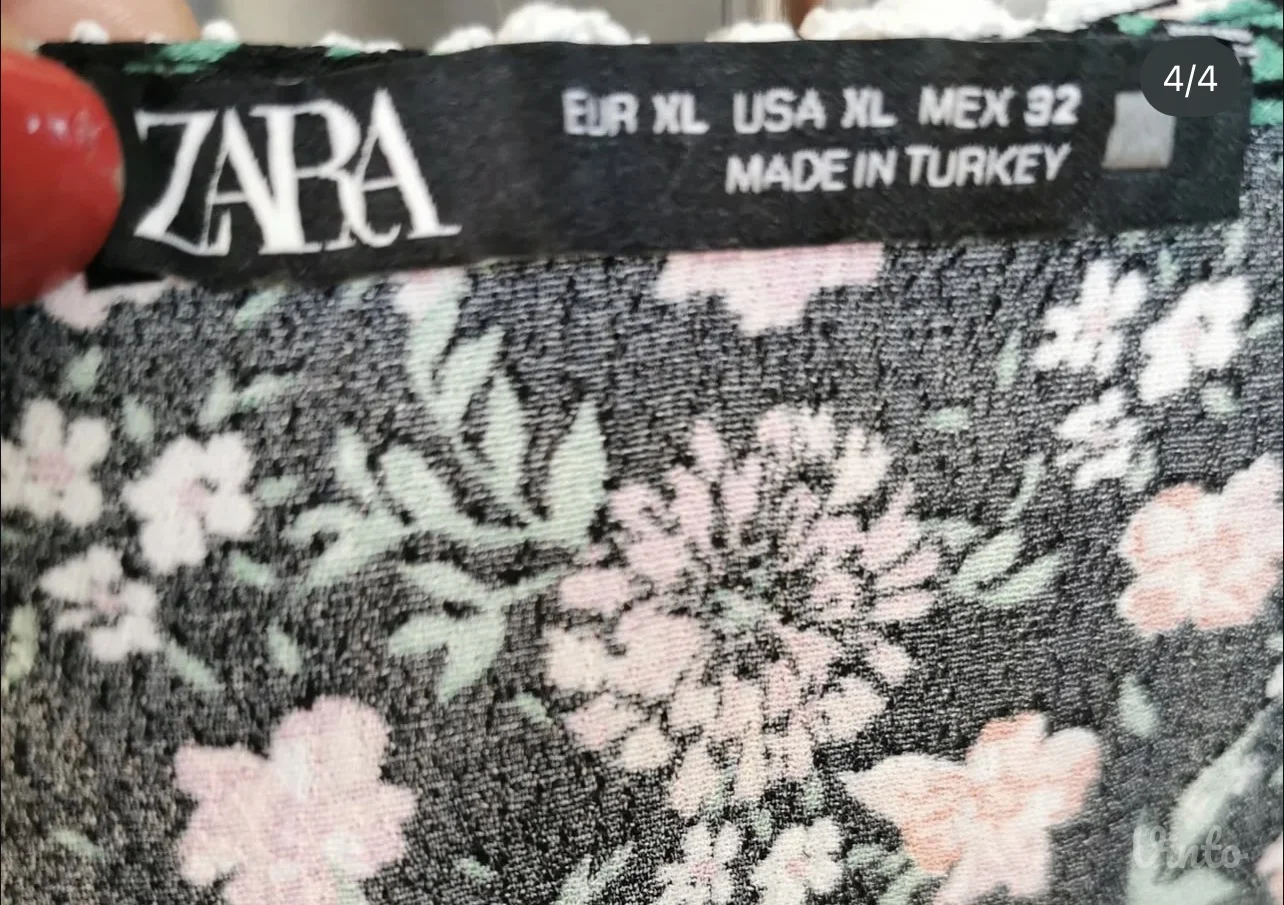 4/4
ZARA
EUR XL USA XL MEX 32
MADE IN TURKEY